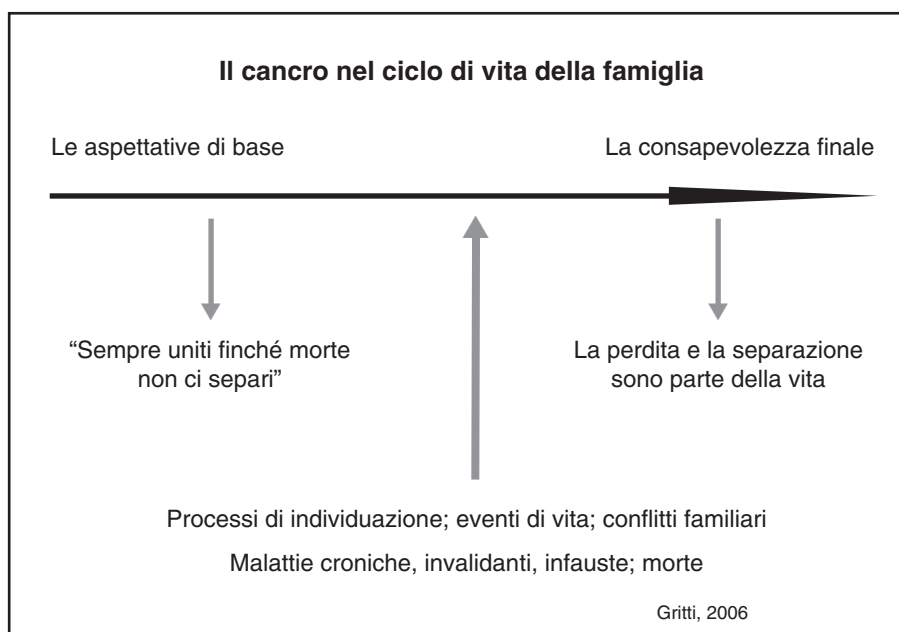 Il cancro nel ciclo di vita della famiglia
Le aspettative di base
La consapevolezza finale
“Sempre uniti finché morte
non ci separi”
La perdita e la separazione
sono parte della vita
Processi di individuazione; eventi di vita; conflitti familiari
Malattie croniche, invalidanti, infauste; morte
Gritti, 2006